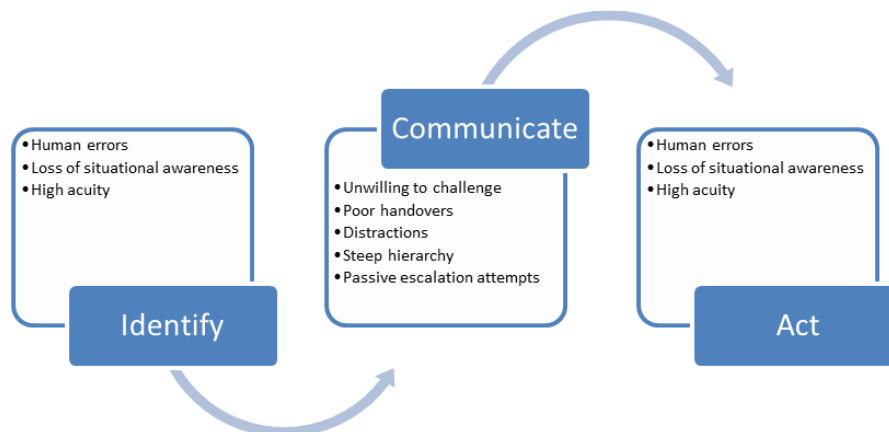 • Human errors
• Loss of situational awareness
• High acuity
Identify
Communicate
• Unwilling to challenge
• Poor handovers
• Distractions
• Steep hierarchy
• Passive escalation attempts
• Human errors
• Loss of situational awareness
• High acuity
Act